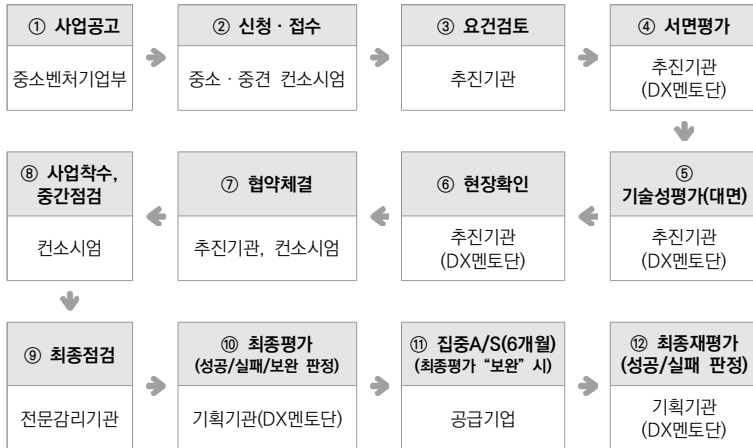 ① 사업공고
중소벤처기업부
② 신청 · 접수
중소 · 중견 컨소시엄
③ 요건검토
추진기관
④ 서면평가
추진기관
(DX멘토단)
⑤
기술성평가(대면)
추진기관
(DX멘토단)
⑥ 현장확인
추진기관
(DX멘토단)
⑦ 협약체결
추진기관, 컨소시엄
⑧ 사업착수,
중간점검
컨소시엄
⑨ 최종점검
전문감리기관
⑩ 최종평가
(성공/실패/보완 판정)
기획기관(DX멘토단)
⑪ 집중A/S(6개월)
(최종평가 “보완” 시)
공급기업
⑫ 최종재평가
(성공/실패 판정)
기획기관
(DX멘토단)